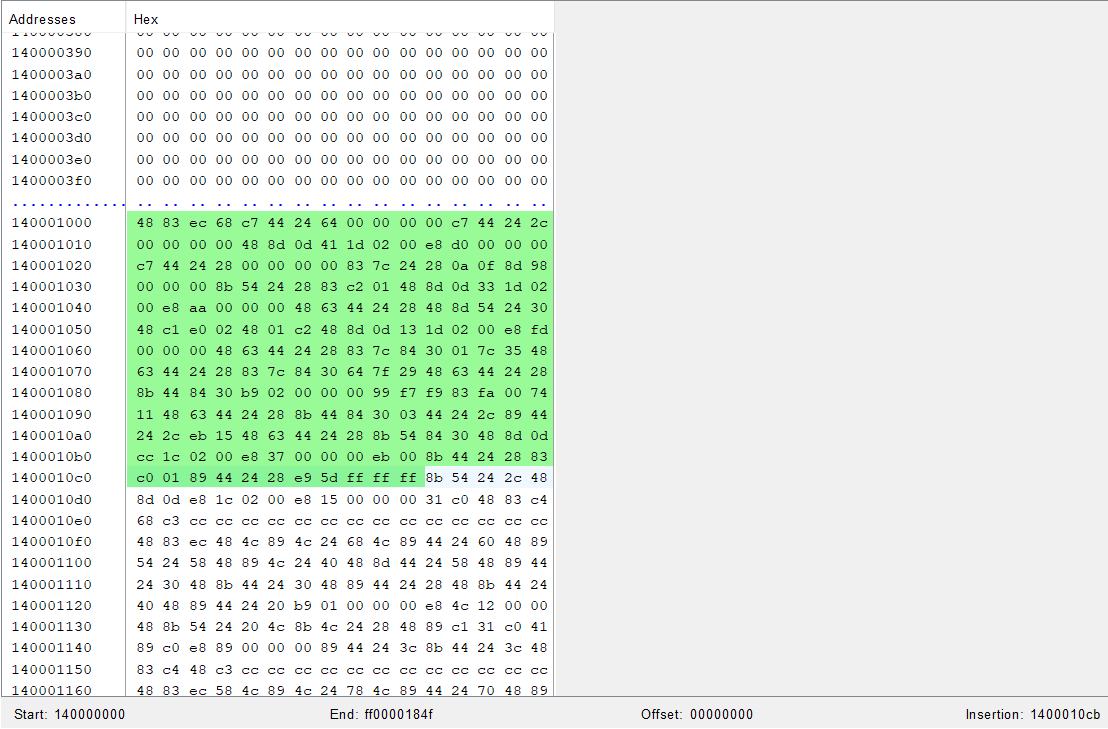 Addresses Hex
140000380 00 00 00 00 00 00 00 00 00 00 00 00 00 00 00 00
140000390 00 00 00 00 00 00 00 00 00 00 00 00 00 00 00 00
1400003a0 00 00 00 00 00 00 00 00 00 00 00 00 00 00 00 00
1400003b0 00 00 00 00 00 00 00 00 00 00 00 00 00 00 00 00
1400003c0 00 00 00 00 00 00 00 00 00 00 00 00 00 00 00 00
1400003d0 00 00 00 00 00 00 00 00 00 00 00 00 00 00 00 00
1400003e0 00 00 00 00 00 00 00 00 00 00 00 00 00 00 00 00
1400003f0 00 00 00 00 00 00 00 00 00 00 00 00 00 00 00 00
............. .. .. .. .. .. .. .. .. .. .. .. .. .. .. .. ..
140001000 48 83 ec 68 c7 44 24 64 00 00 00 00 c7 44 24 2c
140001010 00 00 00 00 48 8d 0d 41 1d 02 00 e8 d0 00 00 00
140001020 c7 44 24 28 00 00 00 00 83 7c 24 28 0a 0f 8d 98
140001030 00 00 00 8b 54 24 28 83 c2 01 48 8d 0d 33 1d 02
140001040 00 e8 aa 00 00 00 48 63 44 24 28 48 8d 54 24 30
140001050 48 c1 e0 02 48 01 c2 48 8d 0d 13 1d 02 00 e8 fd
140001060 00 00 00 48 63 44 24 28 83 7c 84 30 01 7c 35 48
140001070 63 44 24 28 83 7c 84 30 64 7f 29 48 63 44 24 28
140001080 8b 44 84 30 b9 02 00 00 00 99 f7 f9 83 fa 00 74
140001090 11 48 63 44 24 28 8b 44 84 30 03 44 24 2c 89 44
1400010a0 24 2c eb 15 48 63 44 24 28 8b 54 84 30 48 8d 0d
1400010b0 cc 1c 02 00 e8 37 00 00 00 eb 00 8b 44 24 28 83
1400010c0 c0 01 89 44 24 28 e9 5d ff ff ff 8b 54 24 2c 48
1400010d0 8d 0d e8 1c 02 00 e8 15 00 00 00 31 c0 48 83 c4
1400010e0 68 c3 cc cc cc cc cc cc cc cc cc cc cc cc cc cc
1400010f0 48 83 ec 48 4c 89 4c 24 68 4c 89 44 24 60 48 89
140001100 54 24 58 48 89 4c 24 40 48 8d 44 24 58 48 89 44
140001110 24 30 48 8b 44 24 30 48 89 44 24 28 48 8b 44 24
140001120 40 48 89 44 24 20 b9 01 00 00 00 e8 4c 12 00 00
140001130 48 8b 54 24 20 4c 8b 4c 24 28 48 89 c1 31 c0 41
140001140 89 c0 e8 89 00 00 00 89 44 24 3c 8b 44 24 3c 48
140001150 83 c4 48 c3 cc cc cc cc cc cc cc cc cc cc cc cc
140001160 48 83 ec 58 4c 89 4c 24 78 4c 89 44 24 70 48 89
Start: 140000000 End: ff0000184f Offset: 00000000 Insertion: 1400010cb